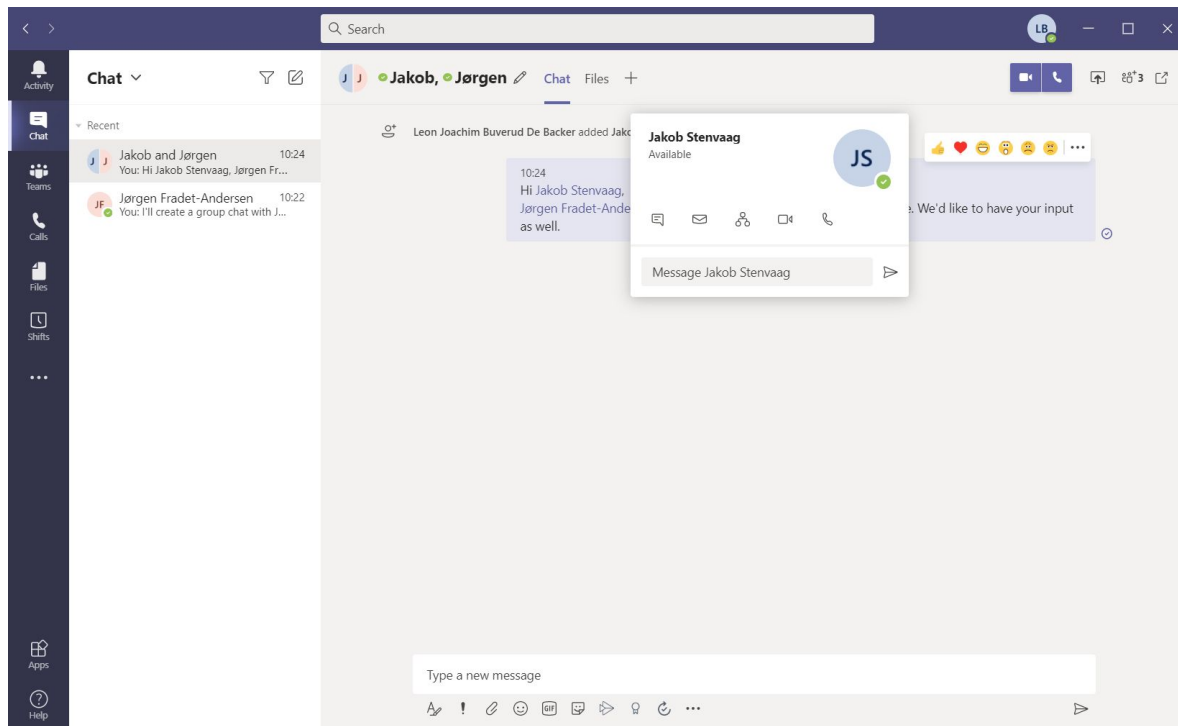 Search
LB
Activity
Chat
Teams
Calls
Files
Shifts
Apps
Help
Chat
Recent
J J
Jakob and Jørgen 10:24
You: Hi Jakob Stenvaag, Jørgen Fr...
JF
Jørgen Fradet-Andersen 10:22
You: I'll create a group chat with J...
J J Jakob, Jørgen Chat Files
3
Leon Joachim Buverud De Backer added Jako
10:24
Hi Jakob Stenvaag,
Jørgen Fradet-Ande
. We'd like to have your input
as well.
Jakob Stenvaag
Available
JS
Message Jakob Stenvaag
Type a new message
GIF